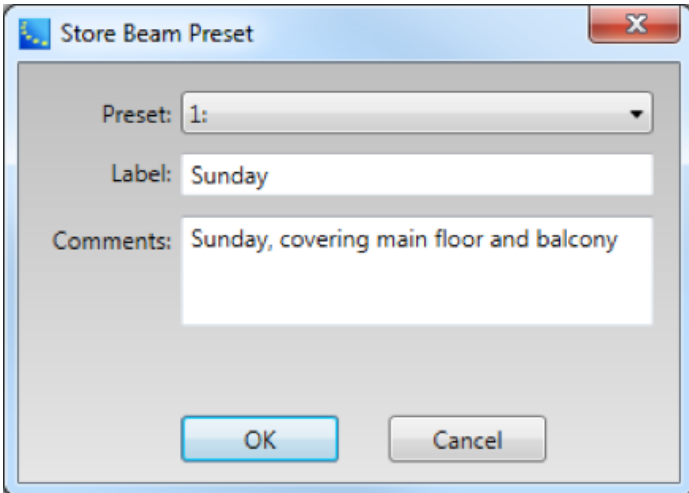 Store Beam Preset
Preset: 1:
Label: Sunday
Comments: Sunday, covering main floor and balcony
OK Cancel